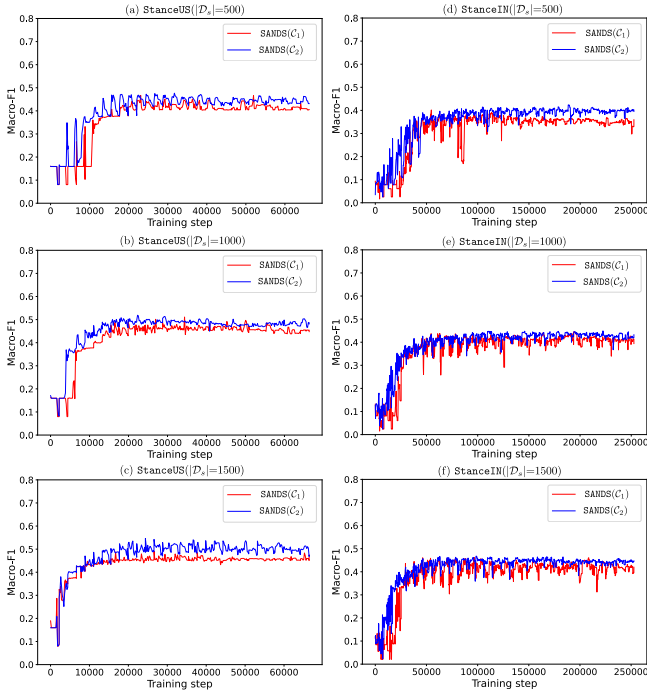 (a) StanceUS(|𝒟ₛ|=500)
SANDS(𝒞₁)
SANDS(𝒞₂)
Macro-F1
0.8
0.7
0.6
0.5
0.4
0.3
0.2
0.1
0.0
0 10000 20000 30000 40000 50000 60000
Training step
(d) StanceIN(|𝒟ₛ|=500)
SANDS(𝒞₁)
SANDS(𝒞₂)
Macro-F1
0.8
0.7
0.6
0.5
0.4
0.3
0.2
0.1
0.0
0 50000 100000 150000 200000 250000
Training step
(b) StanceUS(|𝒟ₛ|=1000)
SANDS(𝒞₁)
SANDS(𝒞₂)
Macro-F1
0.8
0.7
0.6
0.5
0.4
0.3
0.2
0.1
0.0
0 10000 20000 30000 40000 50000 60000
Training step
(e) StanceIN(|𝒟ₛ|=1000)
SANDS(𝒞₁)
SANDS(𝒞₂)
Macro-F1
0.8
0.7
0.6
0.5
0.4
0.3
0.2
0.1
0.0
0 50000 100000 150000 200000 250000
Training step
(c) StanceUS(|𝒟ₛ|=1500)
SANDS(𝒞₁)
SANDS(𝒞₂)
Macro-F1
0.8
0.7
0.6
0.5
0.4
0.3
0.2
0.1
0.0
0 10000 20000 30000 40000 50000 60000
Training step
(f) StanceIN(|𝒟ₛ|=1500)
SANDS(𝒞₁)
SANDS(𝒞₂)
Macro-F1
0.8
0.7
0.6
0.5
0.4
0.3
0.2
0.1
0.0
0 50000 100000 150000 200000 250000
Training step